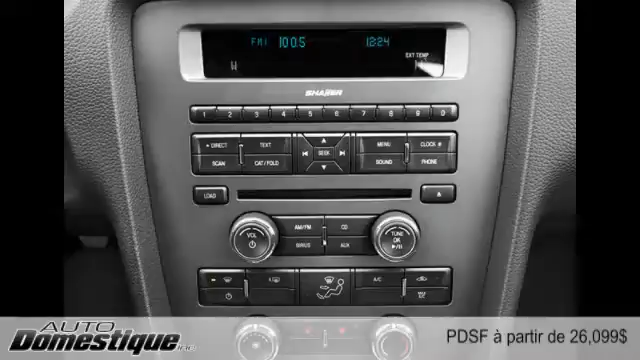 FM1 100.5 12:24
EXT TEMP
W
SHAKER
1 2 3 4 5 6 7 8 9 0
DIRECT TEXT MENU CLOCK
SEEK
SCAN CAT/FOLD SOUND PHONE
LOAD
AM/FM CD
VOL TUNE
OK
SIRIUS AUX
A/C
AUTO
Domestique inc
PDSF à partir de 26,099$